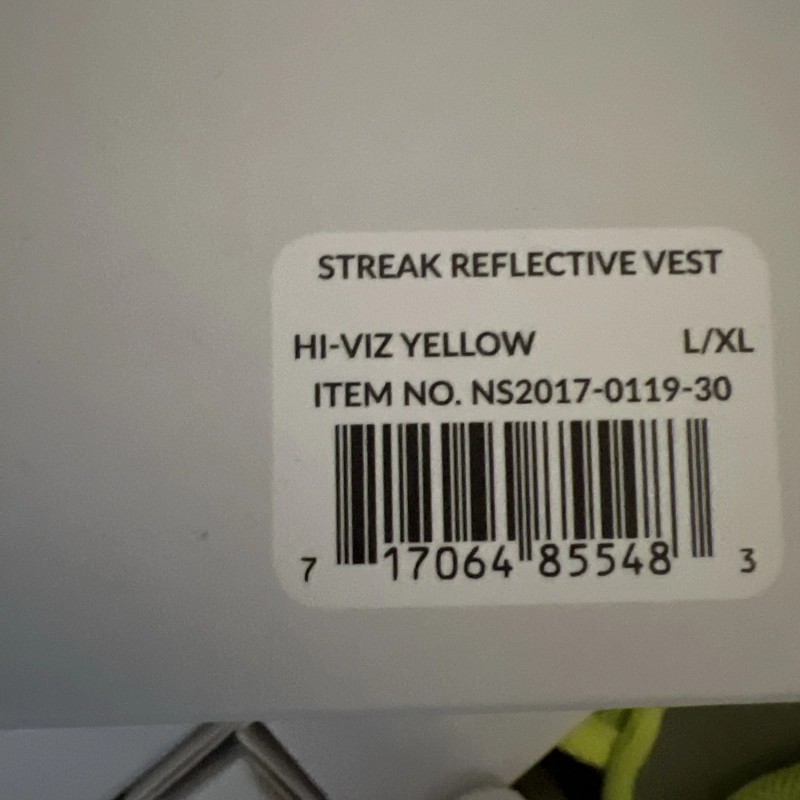 STREAK REFLECTIVE VEST
HI-VIZ YELLOW L/XL
ITEM NO. NS2017-0119-30
7 17064 85548 3